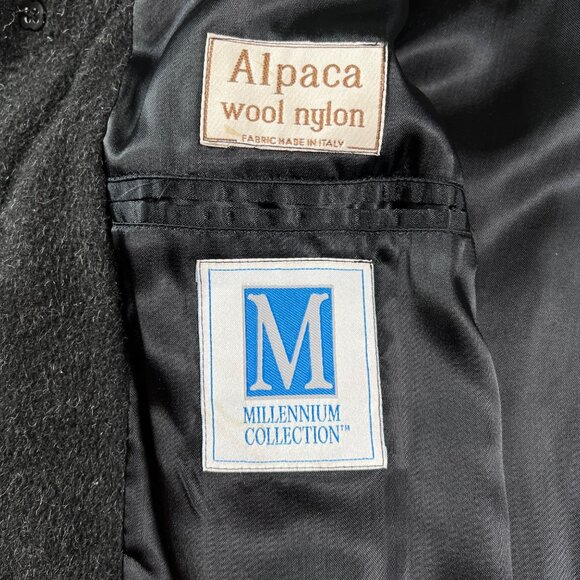 Alpaca
wool nylon
FABRIC MADE IN ITALY
M
MILLENNIUM
COLLECTION™